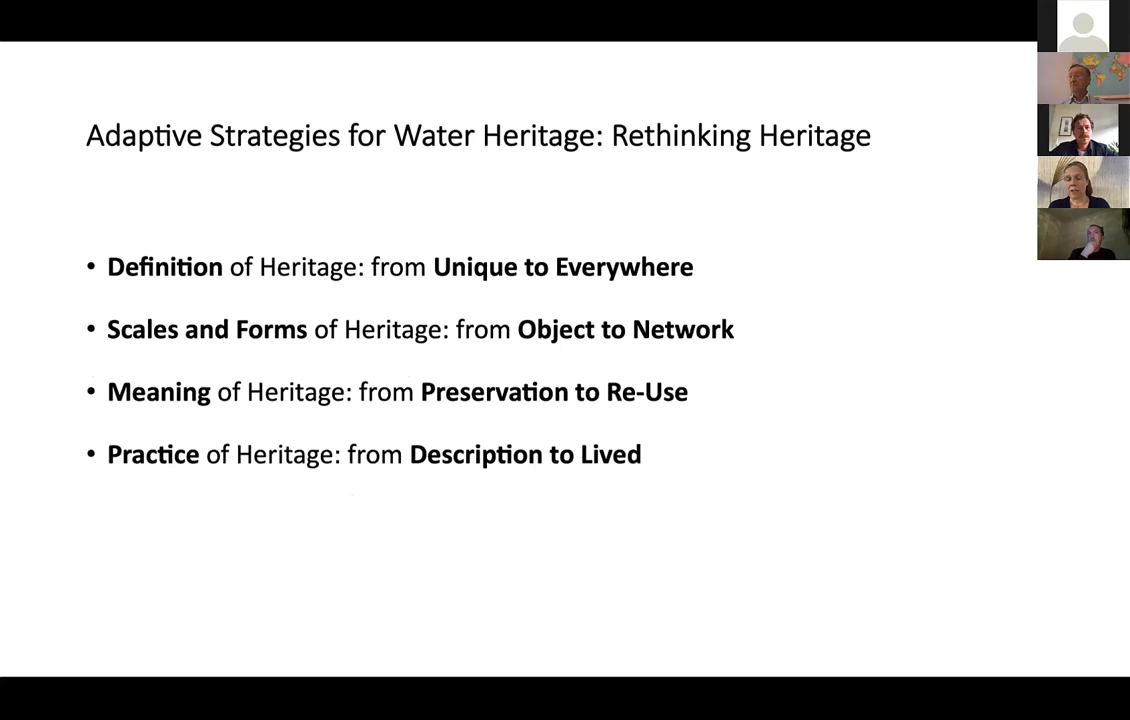 Adaptive Strategies for Water Heritage: Rethinking Heritage
• Definition of Heritage: from Unique to Everywhere
• Scales and Forms of Heritage: from Object to Network
• Meaning of Heritage: from Preservation to Re-Use
• Practice of Heritage: from Description to Lived